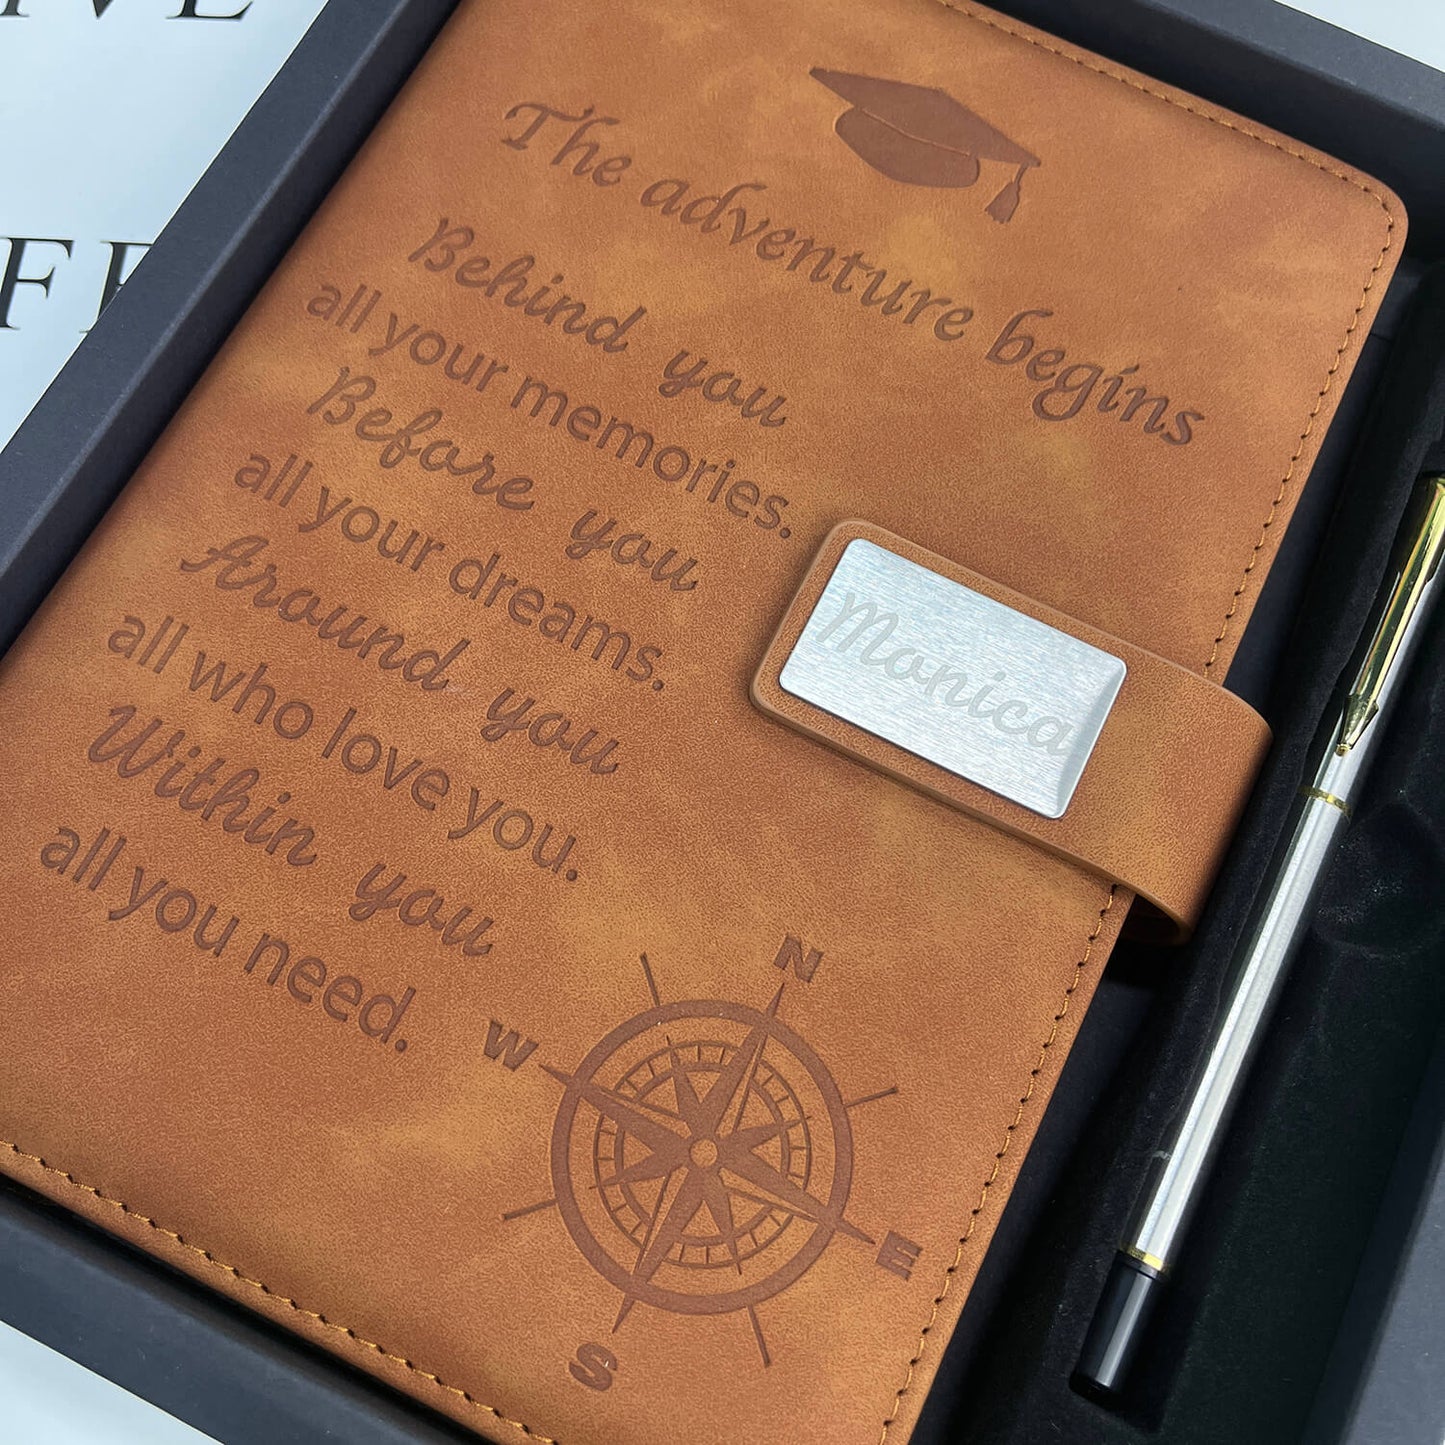 The adventure begins
Behind you
all your memories.
Before you
all your dreams.
Around you
all who love you.
Within you
all you need.
Monica
N
W
E
S